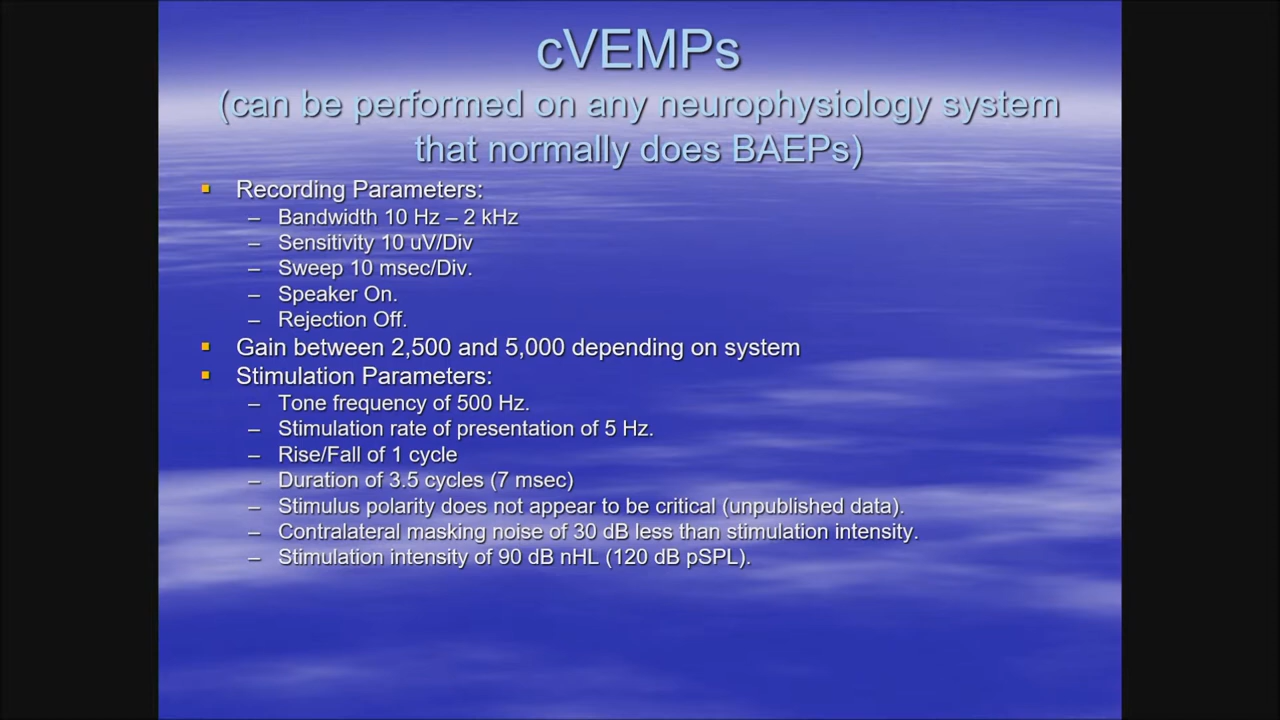 cVEMPs
(can be performed on any neurophysiology system
that normally does BAEPs)
Recording Parameters:
– Bandwidth 10 Hz – 2 kHz
– Sensitivity 10 uV/Div
– Sweep 10 msec/Div.
– Speaker On.
– Rejection Off.
Gain between 2,500 and 5,000 depending on system
Stimulation Parameters:
– Tone frequency of 500 Hz.
– Stimulation rate of presentation of 5 Hz.
– Rise/Fall of 1 cycle
– Duration of 3.5 cycles (7 msec)
– Stimulus polarity does not appear to be critical (unpublished data).
– Contralateral masking noise of 30 dB less than stimulation intensity.
– Stimulation intensity of 90 dB nHL (120 dB pSPL).